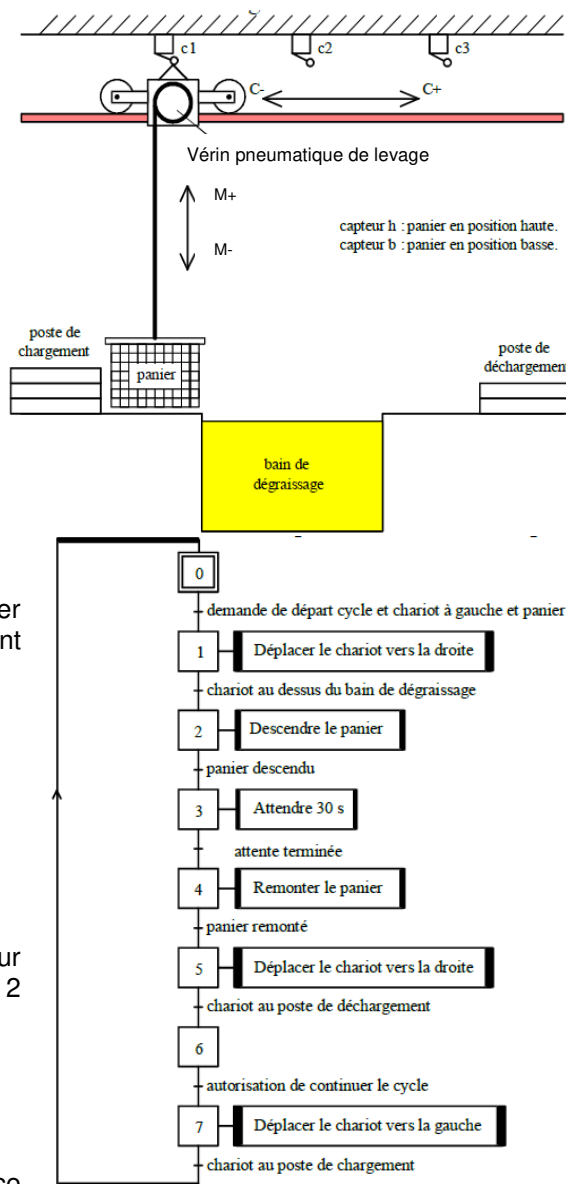 c1
c2
c3
C-
C+
Vérin pneumatique de levage
M+
M-
capteur h : panier en position haute.
capteur b : panier en position basse.
poste de
chargement
panier
poste de
déchargement
bain de
dégraissage
0
er
demande de départ cycle et chariot à gauche et panier
nt
1
Déplacer le chariot vers la droite
chariot au dessus du bain de dégraissage
2
Descendre le panier
panier descendu
3
Attendre 30 s
attente terminée
4
Remonter le panier
panier remonté
ur
5
Déplacer le chariot vers la droite
2
chariot au poste de déchargement
6
autorisation de continuer le cycle
7
Déplacer le chariot vers la gauche
chariot au poste de chargement